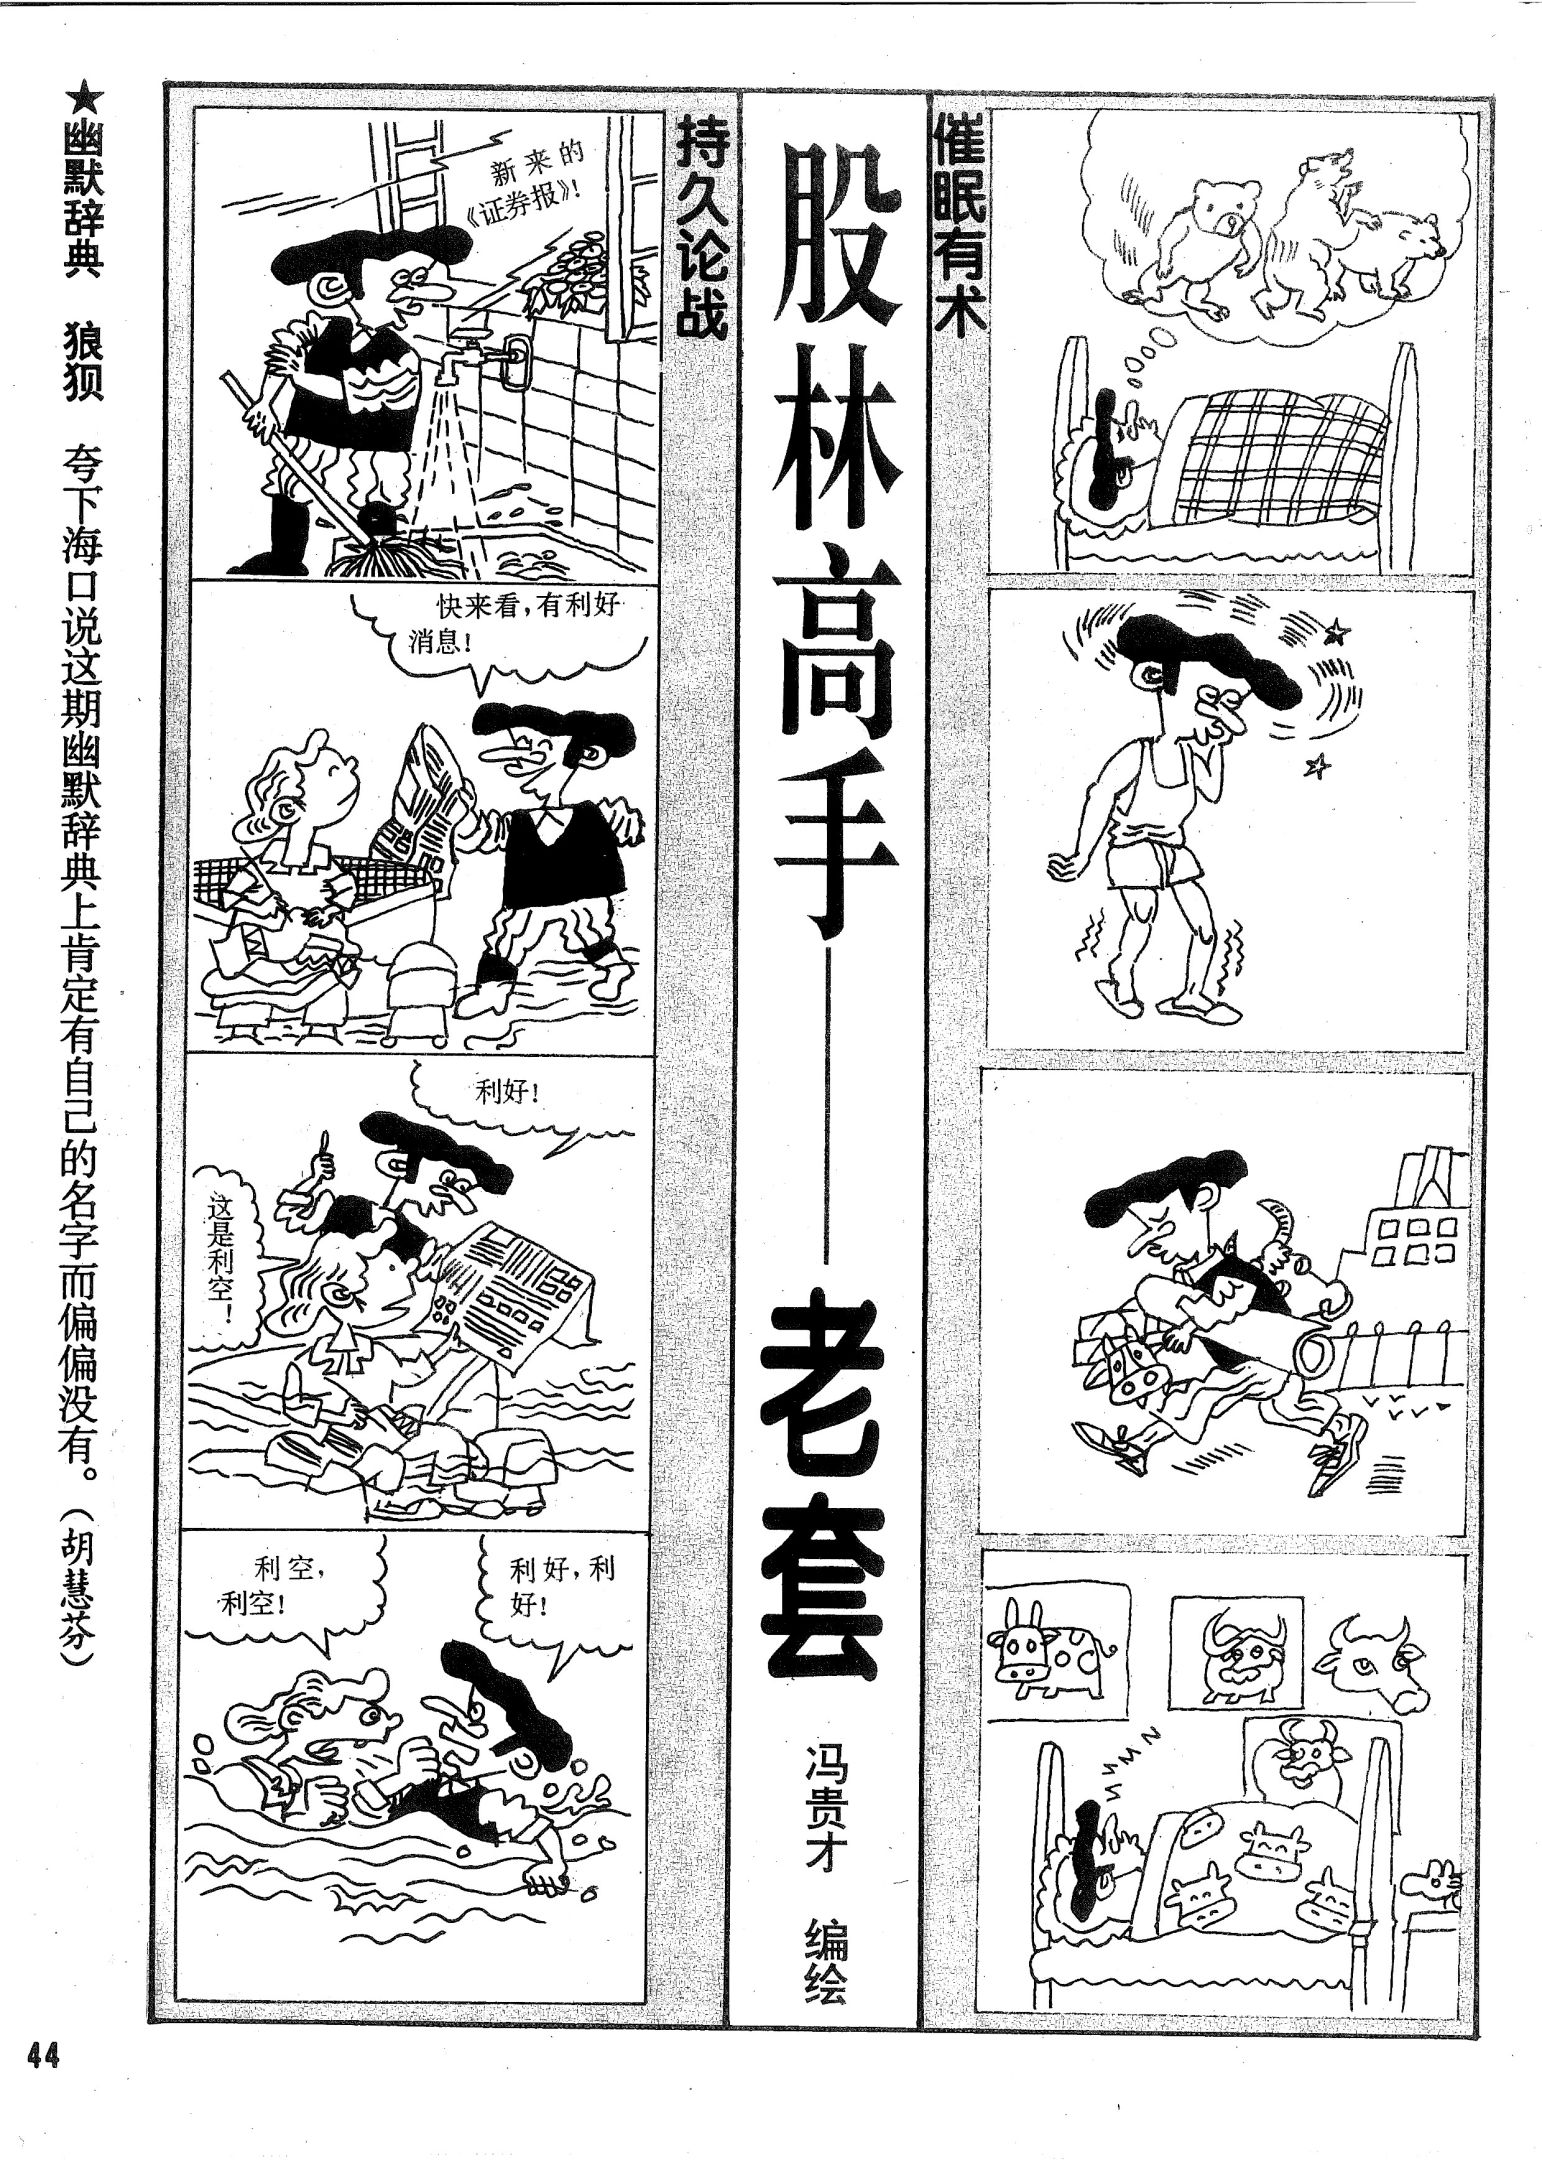 股林高手——老套
冯贵才 编绘
催眠有术
持久论战
新来的
《证券报》!
快来看,有利好
消息!
利好!
这是利空!
利空,
利空!
利好,利
好!
★幽默辞典 狼狈 夸下海口说这期幽默辞典上肯定有自己的名字而偏偏没有。(胡慧芬)
44